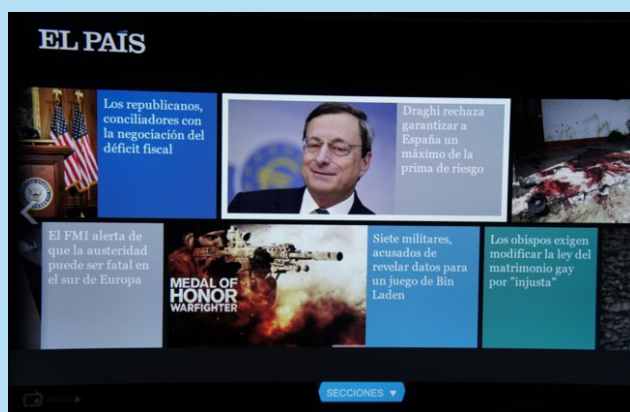 EL PAÍS
Los republicanos,
conciliadores con
la negociación del
déficit fiscal
Draghi rechaza
garantizar a
España un
máximo de la
prima de riesgo
El FMI alerta de
que la austeridad
puede ser fatal en
el sur de Europa
MEDAL OF
HONOR
WARFIGHTER
Siete militares,
acusados de
revelar datos para
un juego de Bin
Laden
Los obispos exigen
modificar la ley del
matrimonio gay
por "injusta"
SECCIONES